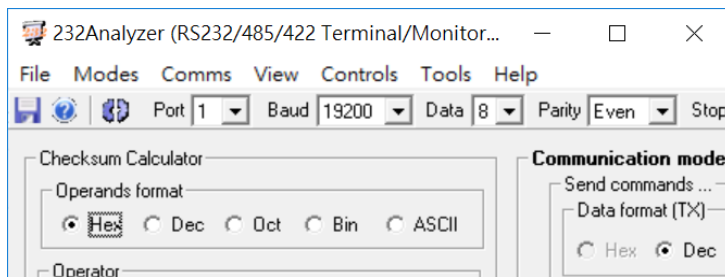 232Analyzer (RS232/485/422 Terminal/Monitor...
File Modes Comms View Controls Tools Help
Port 1 Baud 19200 Data 8 Parity Even Stop
Checksum Calculator
Operands format
Hex Dec Oct Bin ASCII
Operator
Communication mode
Send commands ...
Data format (TX)
Hex Dec